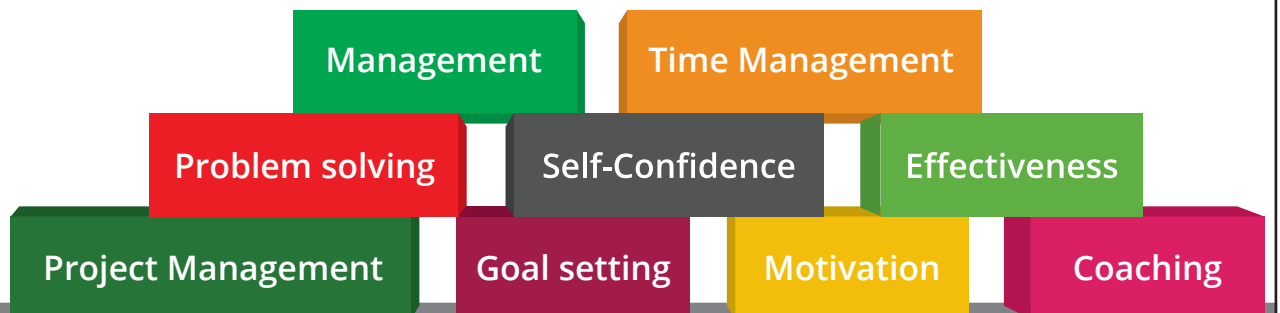 Management
Time Management
Problem solving
Self-Confidence
Effectiveness
Project Management
Goal setting
Motivation
Coaching